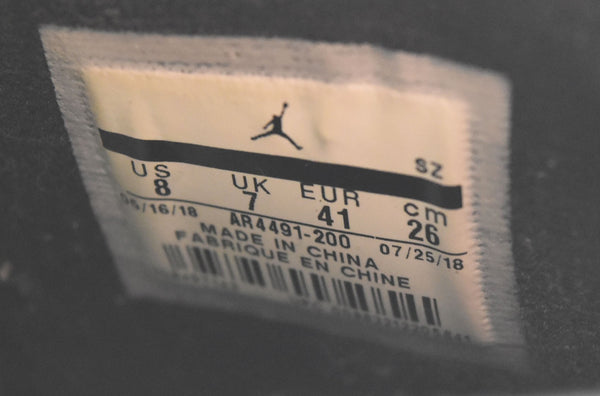 SZ
US UK EUR cm
8 7 41 26
05/16/18 AR4491-200 07/25/18
MADE IN CHINA
FABRIQUE EN CHINE